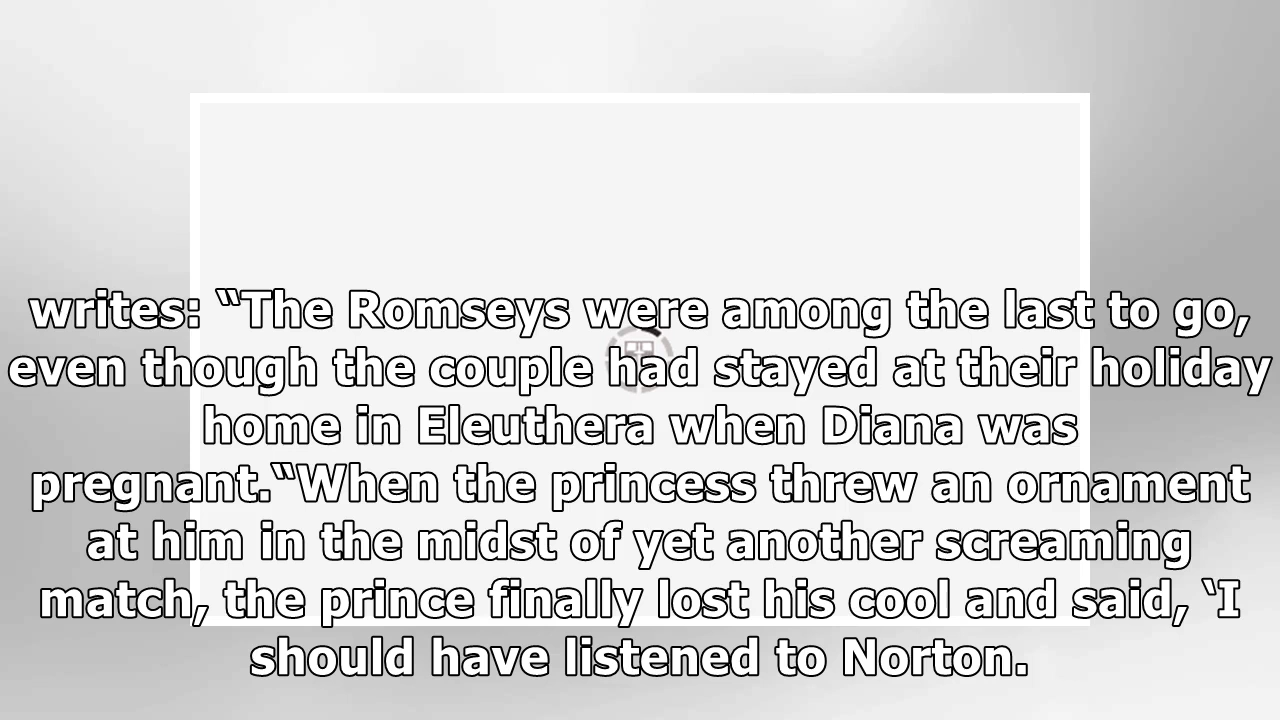 writes: “The Romseys were among the last to go,
even though the couple had stayed at their holiday
home in Eleuthera when Diana was
pregnant.“When the princess threw an ornament
at him in the midst of yet another screaming
match, the prince finally lost his cool and said, ‘I
should have listened to Norton.